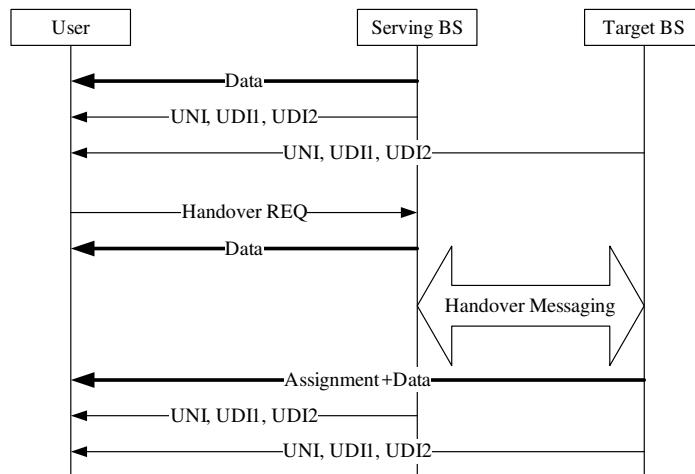 User Serving BS Target BS
Data
UNI, UDI1, UDI2
UNI, UDI1, UDI2
Handover REQ
Data
Handover Messaging
Assignment+Data
UNI, UDI1, UDI2
UNI, UDI1, UDI2